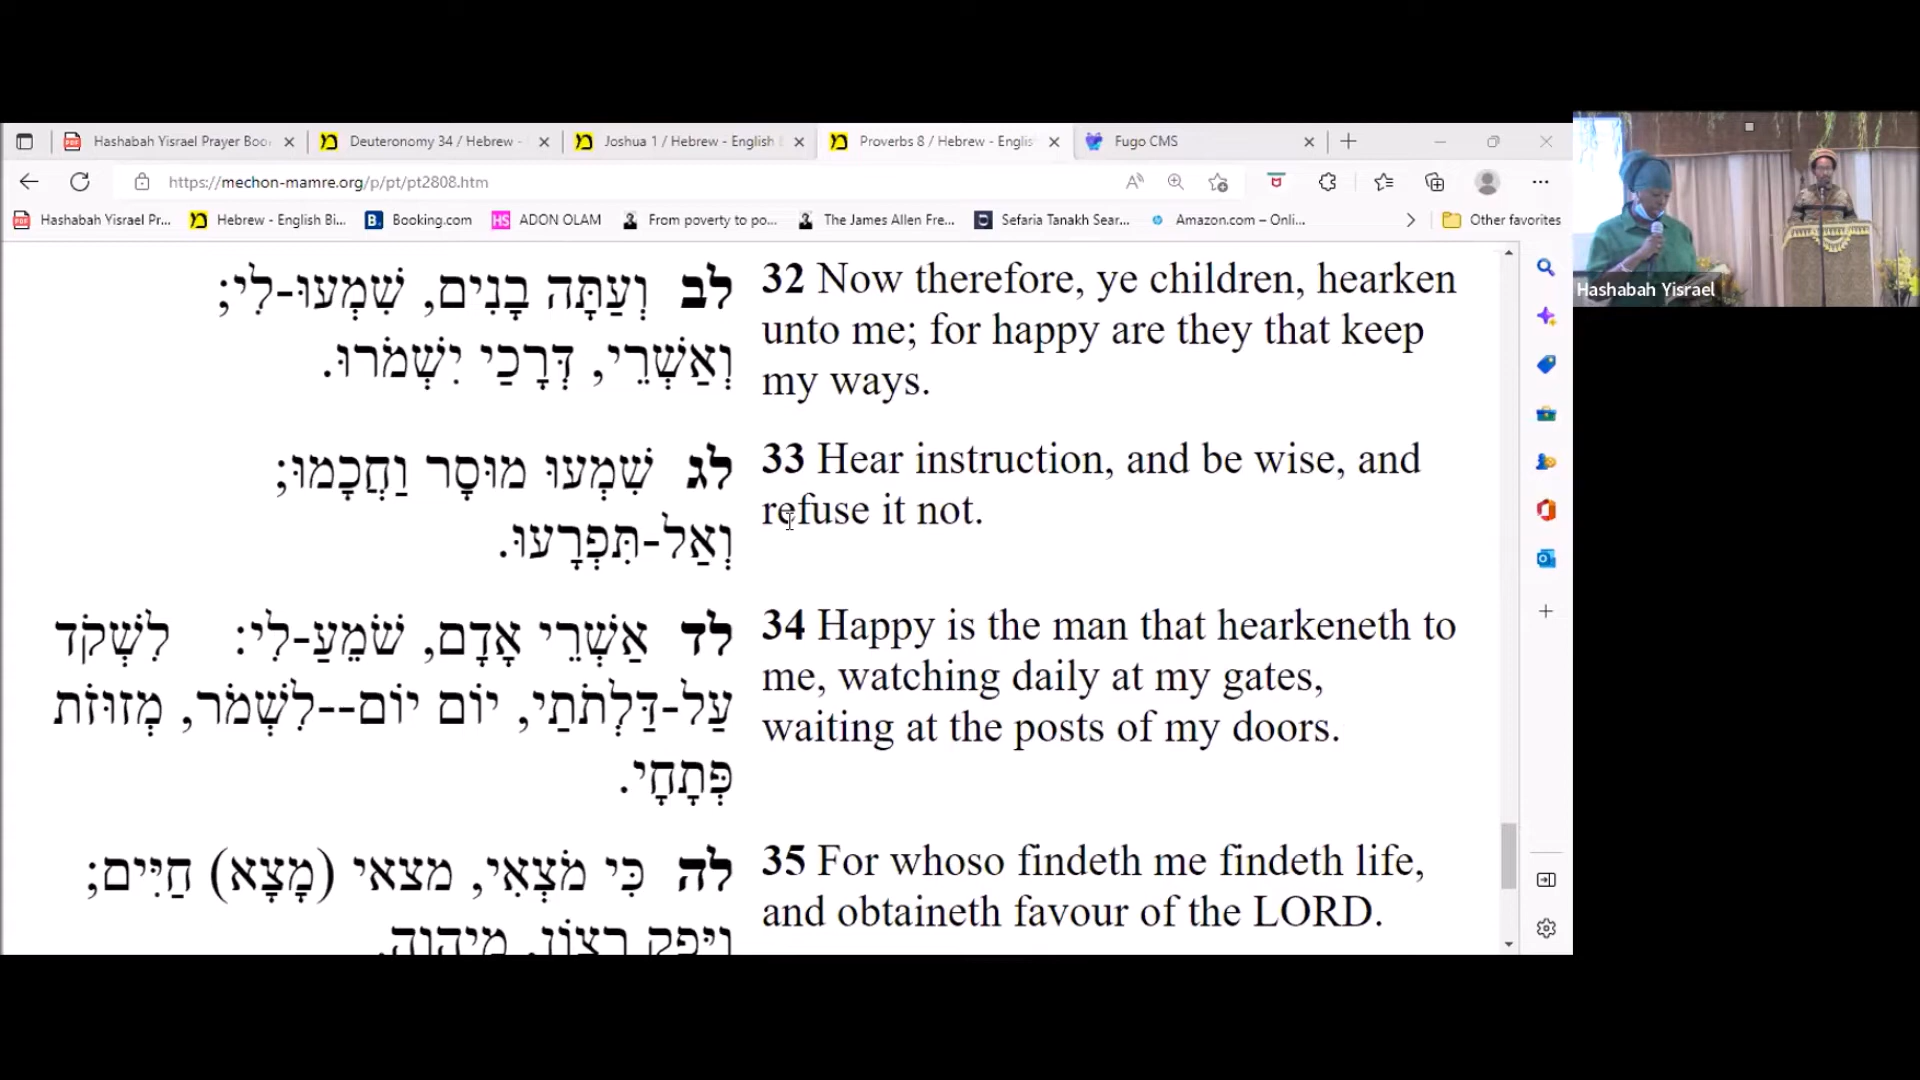 Hashabah Yisrael Prayer Boo
Deuteronomy 34 / Hebrew -
Joshua 1 / Hebrew - English
Proverbs 8 / Hebrew - Englis
Fugo CMS
https://mechon-mamre.org/p/pt/pt2808.htm
Hashabah Yisrael Pr...
Hebrew - English Bi...
Booking.com
HS ADON OLAM
From poverty to po...
The James Allen Fre...
Sefaria Tanakh Sear...
Amazon.com – Onli...
Other favorites
Hashabah Yisrael
לב וְעַתָּה בָנִים, שִׁמְעוּ-לִי;
וְאַשְׁרֵי, דְּרָכַי יִשְׁמֹרוּ.
32 Now therefore, ye children, hearken
unto me; for happy are they that keep
my ways.
לג שִׁמְעוּ מוּסָר וַחֲכָמוּ;
וְאַל-תִּפְרָעוּ.
33 Hear instruction, and be wise, and
refuse it not.
לד אַשְׁרֵי אָדָם, שֹׁמֵעַ-לִי: לִשְׁקֹד
עַל-דַּלְתֹתַי, יוֹם יוֹם--לִשְׁמֹר, מְזוּזֹת
פְּתָחָי.
34 Happy is the man that hearkeneth to
me, watching daily at my gates,
waiting at the posts of my doors.
לה כִּי מֹצְאִי, מצאי (מָצָא) חַיִּים;
וַיָּפֶק רָצוֹן, מֵיְהוָה.
35 For whoso findeth me findeth life,
and obtaineth favour of the LORD.